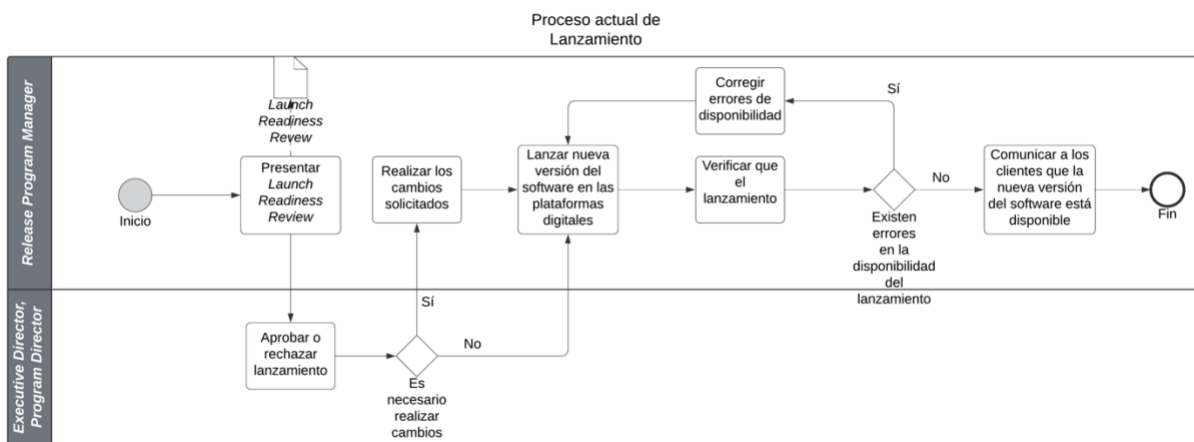 Proceso actual de
Lanzamiento
Release Program Manager
Inicio
Launch
Readiness
Revew
Presentar
Launch
Readiness
Review
Realizar los
cambios
solicitados
Lanzar nueva
versión del
software en las
plataformas
digitales
Corregir
errores de
disponibilidad
Verificar que
el
lanzamiento
Sí
No
Existen
errores
en la
disponibilidad
del
lanzamiento
Comunicar a los
clientes que la
nueva versión
del software está
disponible
Fin
Executive Director,
Program Director
Aprobar o
rechazar
lanzamiento
Sí
No
Es
necesario
realizar
cambios